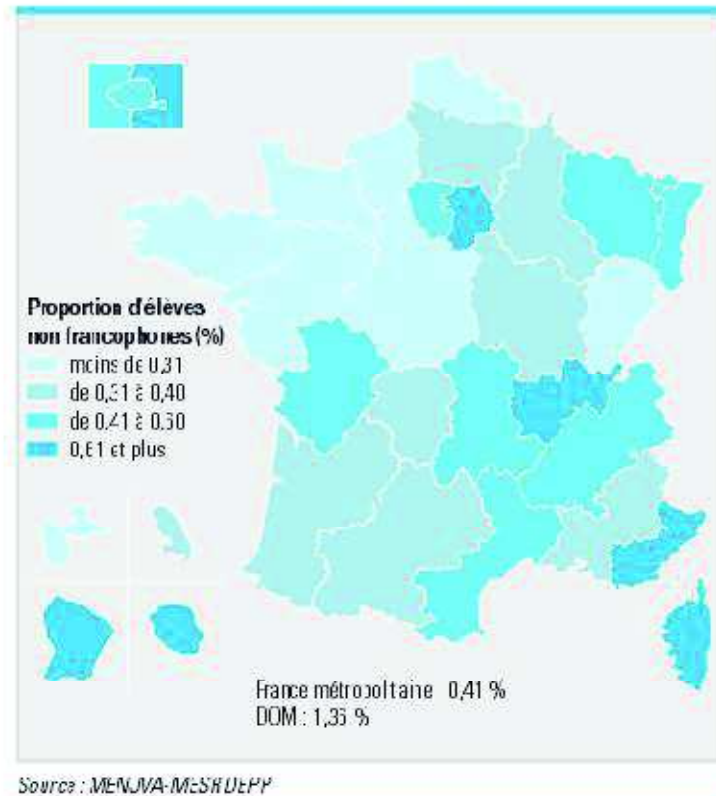 Proportion d'élèves
non francophones (%)
moins de 0,31
de 0,31 à 0,40
de 0,41 à 0,60
0,61 et plus
France métropolitaine 0,41 %
DOM : 1,36 %
Source : MENJVA-MESR DEPP